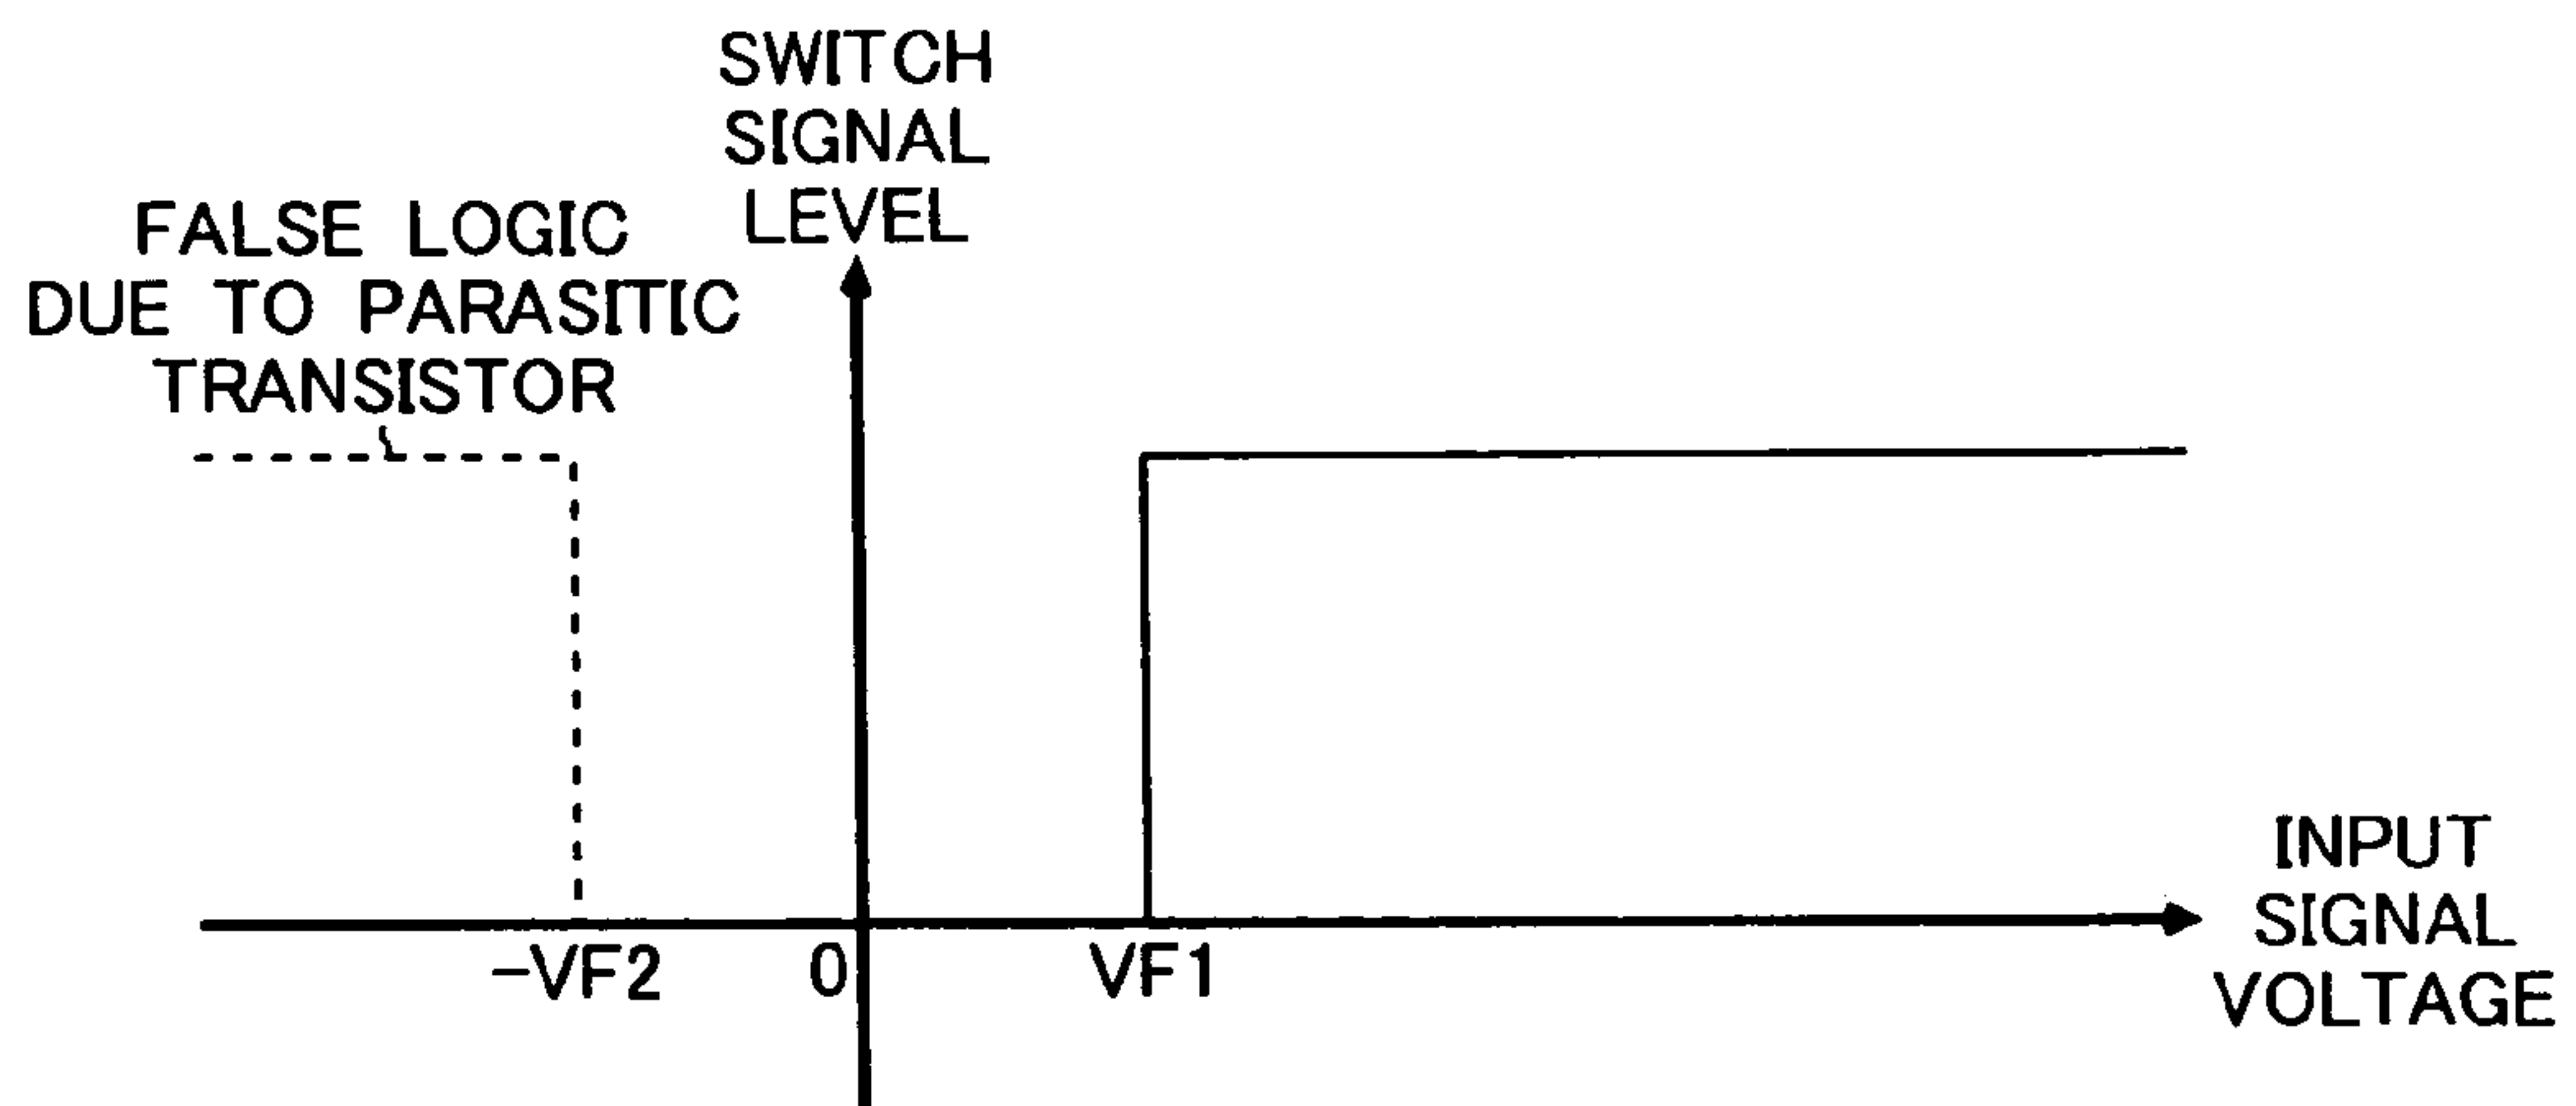 SWITCH
SIGNAL
LEVEL
FALSE LOGIC
DUE TO PARASITIC
TRANSISTOR
-VF2
0
VF1
INPUT
SIGNAL
VOLTAGE